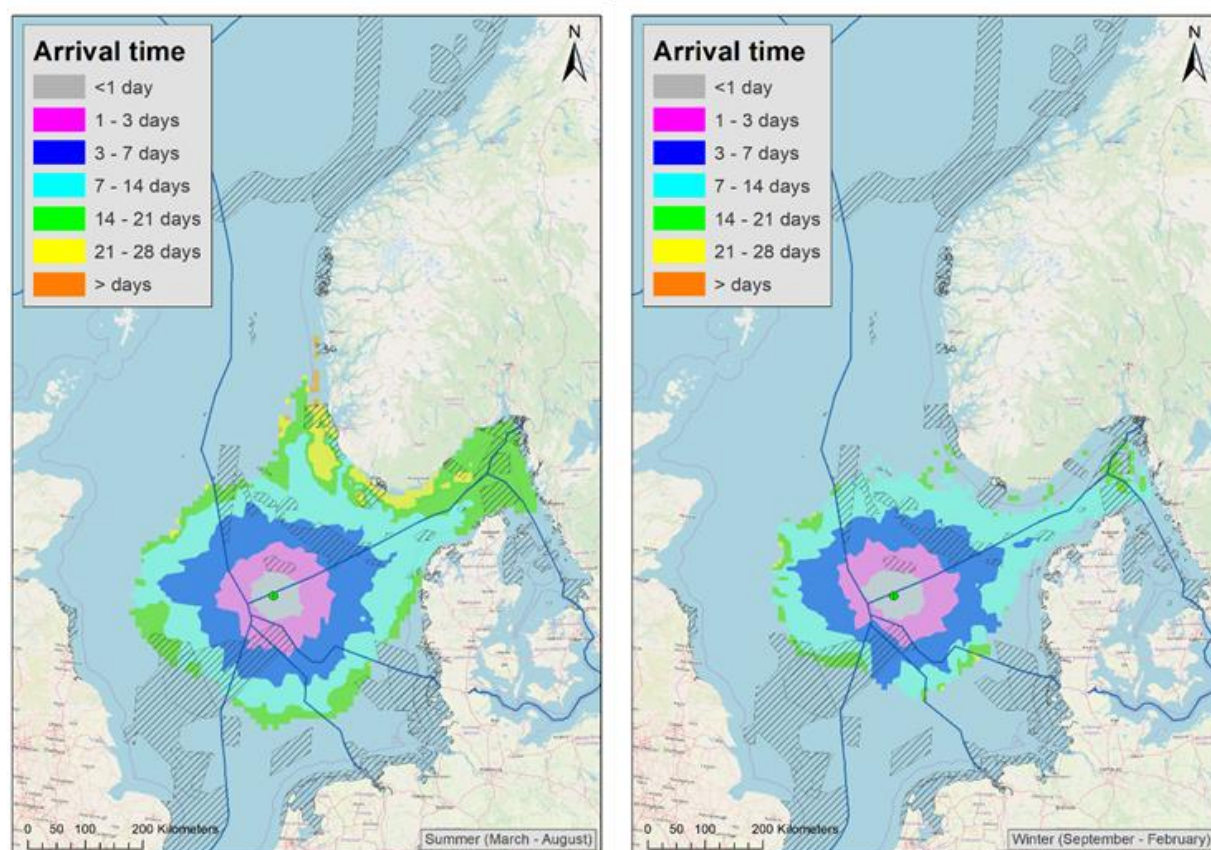 Arrival time
<1 day
1 - 3 days
3 - 7 days
7 - 14 days
14 - 21 days
21 - 28 days
> days
N
0 50 100 200 Kilometers
Summer (March - August)
Arrival time
<1 day
1 - 3 days
3 - 7 days
7 - 14 days
14 - 21 days
21 - 28 days
> days
N
0 50 100 200 Kilometers
Winter (September - February)